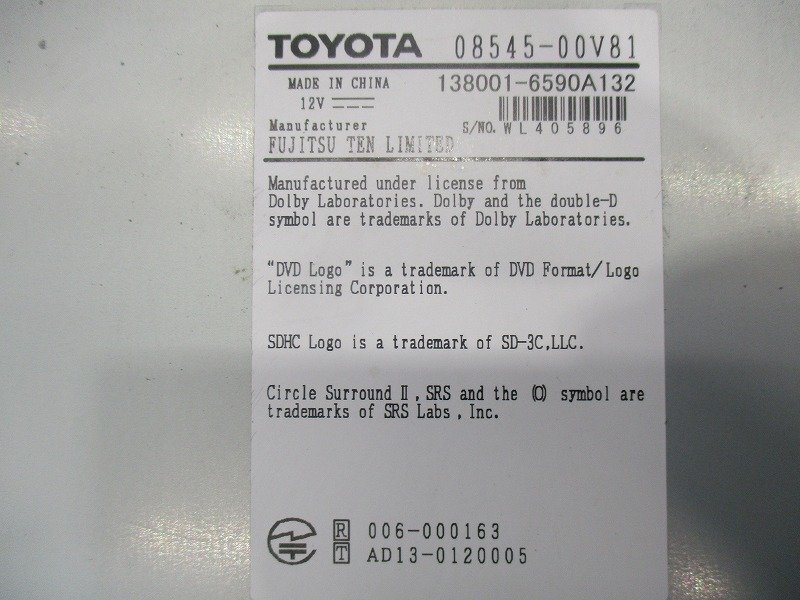 TOYOTA 08545-00V81
MADE IN CHINA 138001-6590A132
12V
Manufacturer S/NO. WL405896
FUJITSU TEN LIMITED
Manufactured under license from
Dolby Laboratories. Dolby and the double-D
symbol are trademarks of Dolby Laboratories.
“DVD Logo” is a trademark of DVD Format/Logo
Licensing Corporation.
SDHC Logo is a trademark of SD-3C,LLC.
Circle Surround Ⅱ, SRS and the (O) symbol are
trademarks of SRS Labs, Inc.
R 006-000163
T AD13-0120005